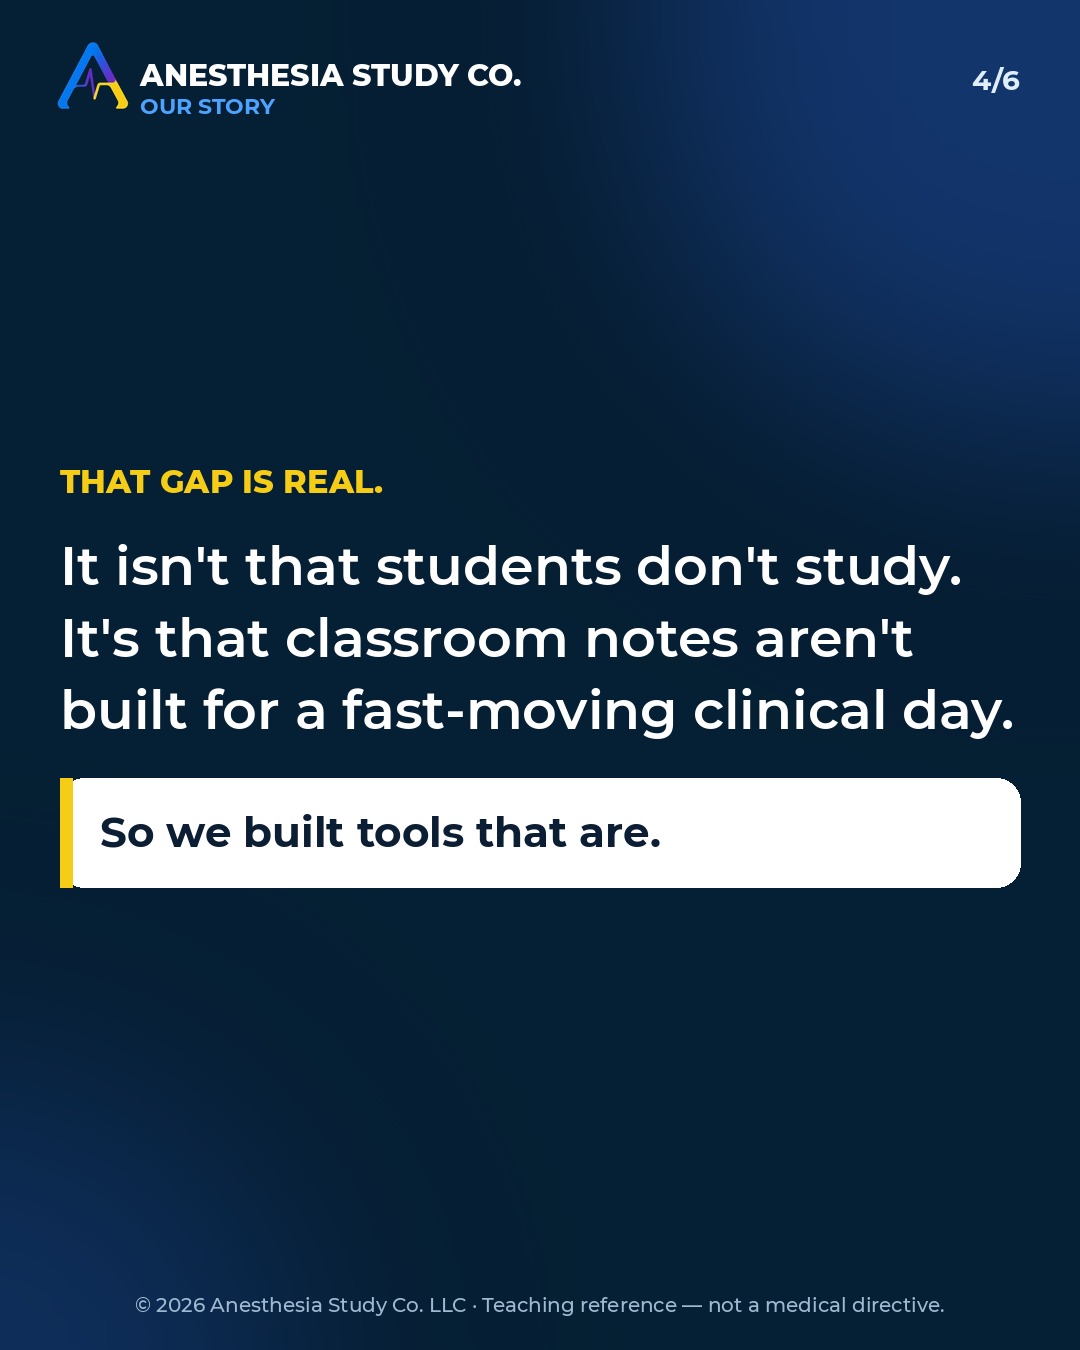 ANESTHESIA STUDY CO.
OUR STORY
4/6
THAT GAP IS REAL.
It isn't that students don't study.
It's that classroom notes aren't
built for a fast-moving clinical day.
So we built tools that are.
© 2026 Anesthesia Study Co. LLC · Teaching reference — not a medical directive.